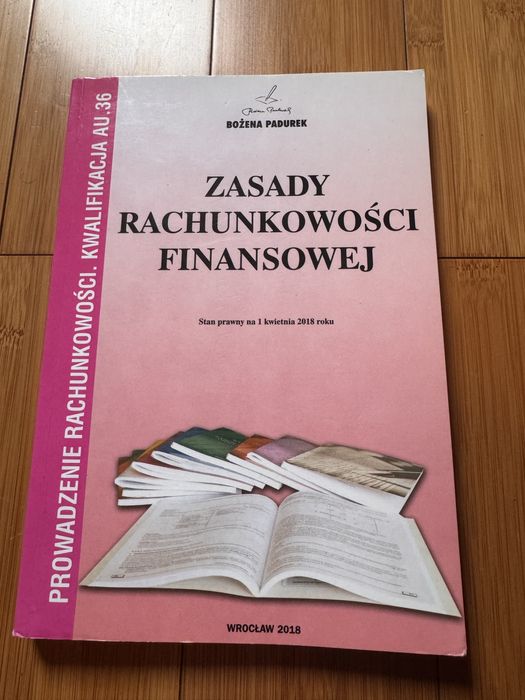 BOŻENA PADUREK
ZASADY
RACHUNKOWOŚCI
FINANSOWEJ
Stan prawny na 1 kwietnia 2018 roku
PROWADZENIE RACHUNKOWOŚCI. KWALIFIKACJA AU.36
WROCŁAW 2018